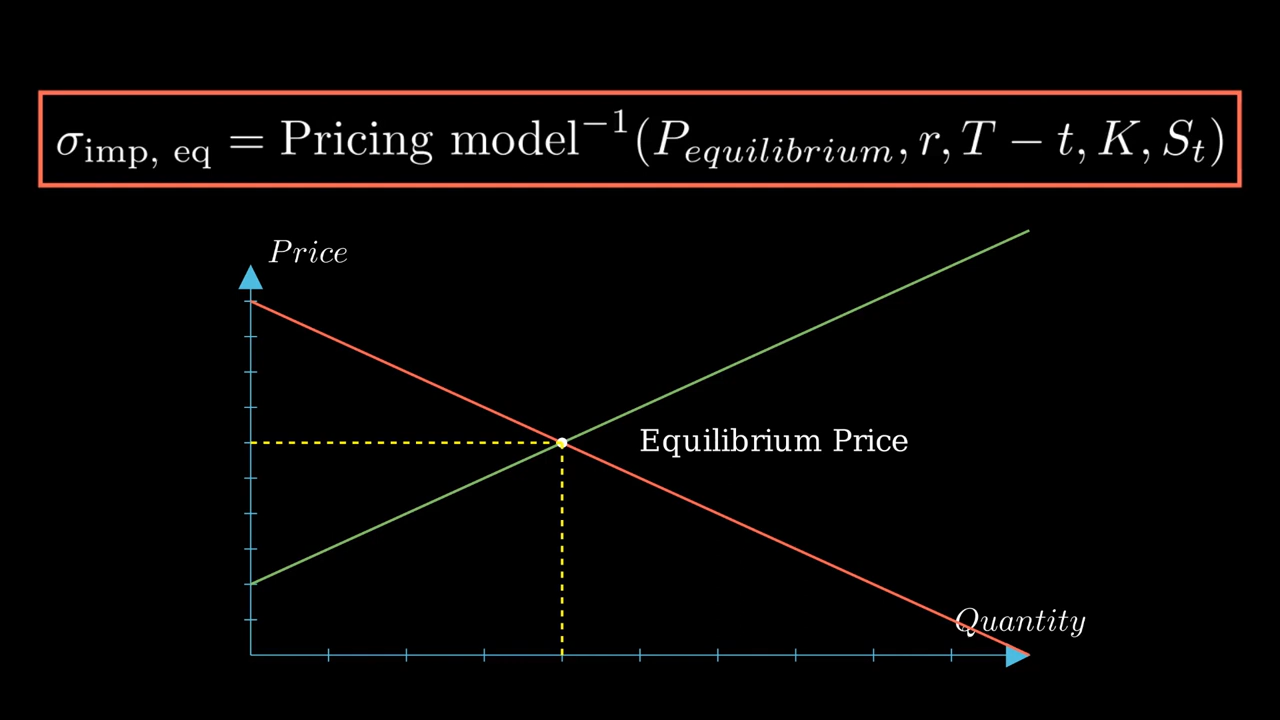 σ_imp, eq = Pricing model⁻¹(P_equilibrium, r, T − t, K, S_t)
Price
Equilibrium Price
Quantity